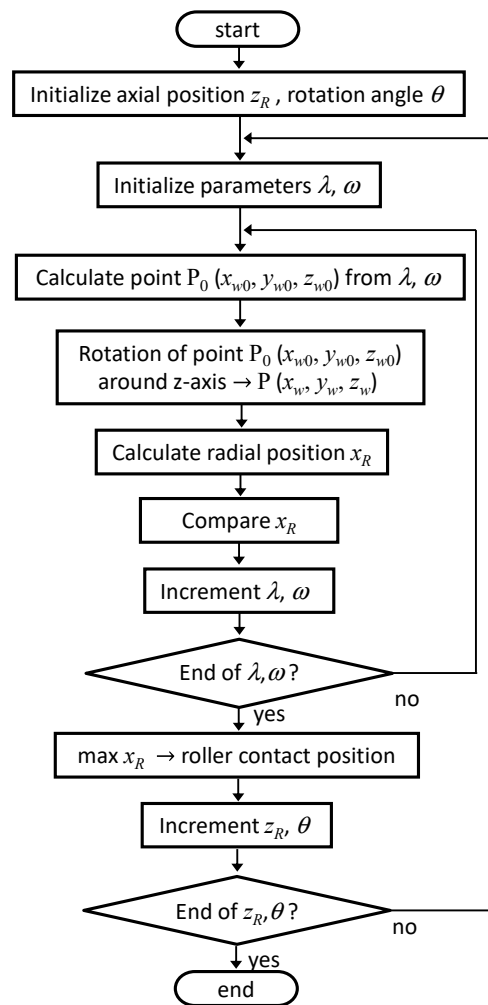 start
Initialize axial position z_R , rotation angle θ
Initialize parameters λ, ω
Calculate point P₀ (x_w0, y_w0, z_w0) from λ, ω
Rotation of point P₀ (x_w0, y_w0, z_w0)
around z-axis → P (x_w, y_w, z_w)
Calculate radial position x_R
Compare x_R
Increment λ, ω
End of λ,ω?
no
yes
max x_R → roller contact position
Increment z_R, θ
End of z_R,θ?
no
yes
end